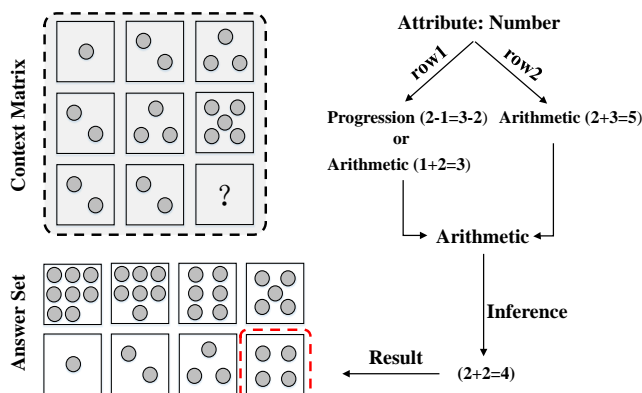 Context Matrix
?
Answer Set
Attribute: Number
row1
row2
Progression (2-1=3-2)
or
Arithmetic (1+2=3)
Arithmetic (2+3=5)
Arithmetic
Inference
(2+2=4)
Result